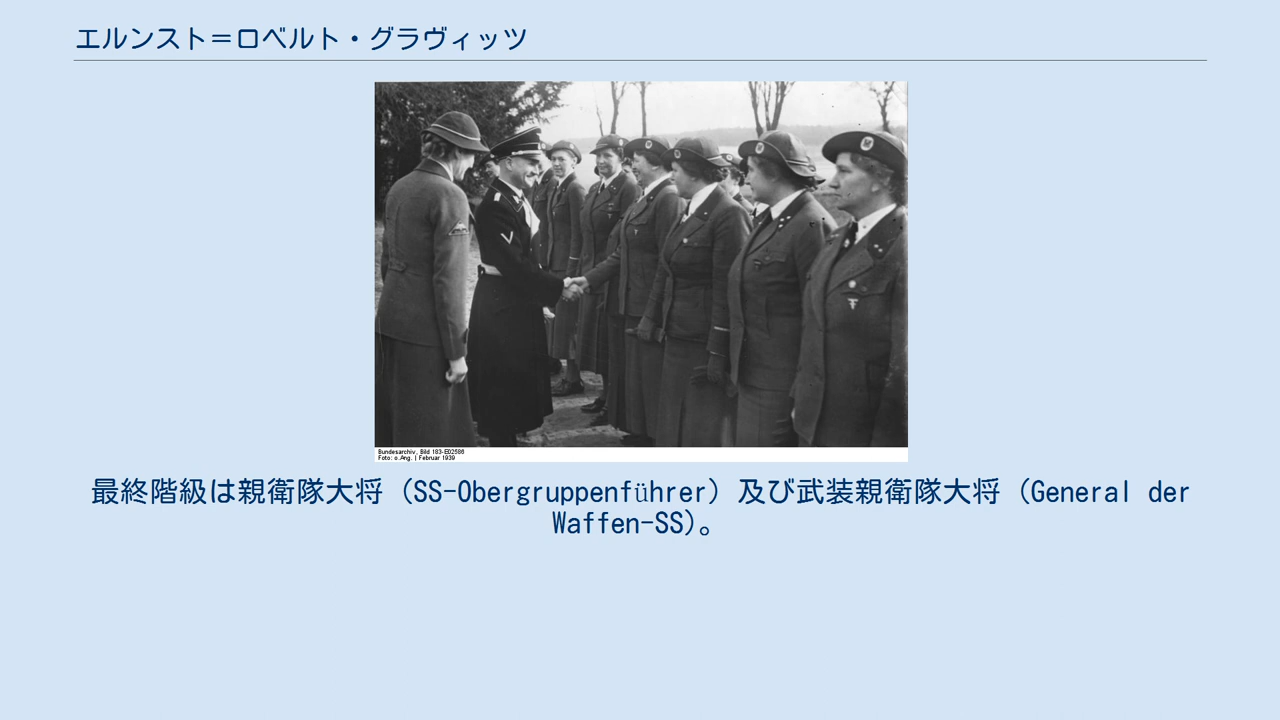 エルンスト＝ロベルト・グラヴィッツ
Bundesarchiv, Bild 183-E02586
Foto: o.Ang. | Februar 1939
最終階級は親衛隊大将（SS-Obergruppenführer）及び武装親衛隊大将（General der
Waffen-SS）。